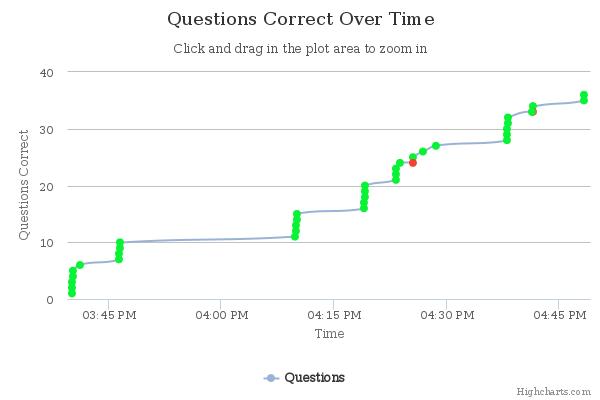 Questions Correct Over Time
Click and drag in the plot area to zoom in
Questions Correct
40
30
20
10
0
03:45 PM 04:00 PM 04:15 PM 04:30 PM 04:45 PM
Time
Questions
Highcharts.com